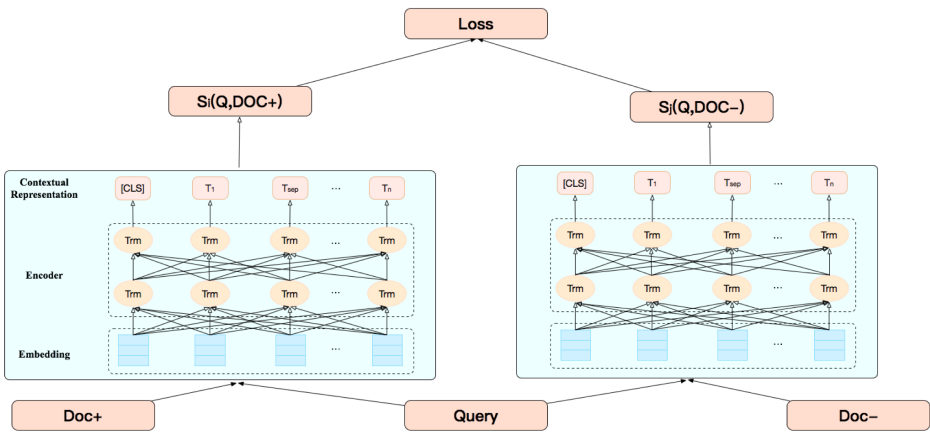 Loss
Si(Q,DOC+)
Sj(Q,DOC-)
Contextual
Representation
[CLS] T1 Tsep ... Tn
[CLS] T1 Tsep ... Tn
Encoder
Trm Trm Trm ... Trm
Trm Trm Trm ... Trm
Trm Trm Trm ... Trm
Trm Trm Trm ... Trm
Embedding
...
...
Doc+
Query
Doc-